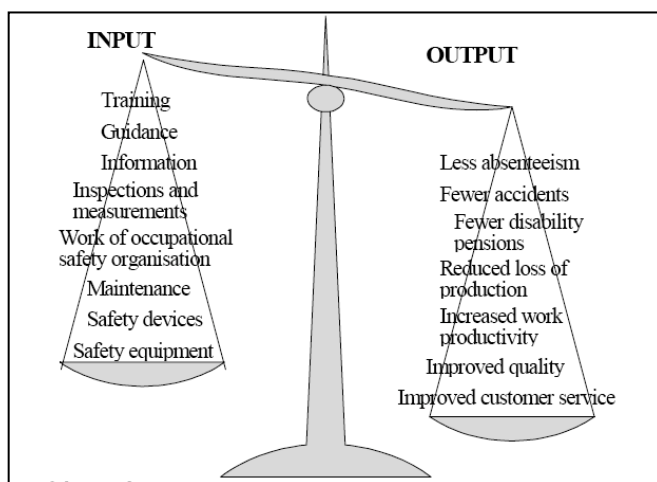 INPUT
Training
Guidance
Information
Inspections and
measurements
Work of occupational
safety organisation
Maintenance
Safety devices
Safety equipment
OUTPUT
Less absenteeism
Fewer accidents
Fewer disability
pensions
Reduced loss of
production
Increased work
productivity
Improved quality
Improved customer service